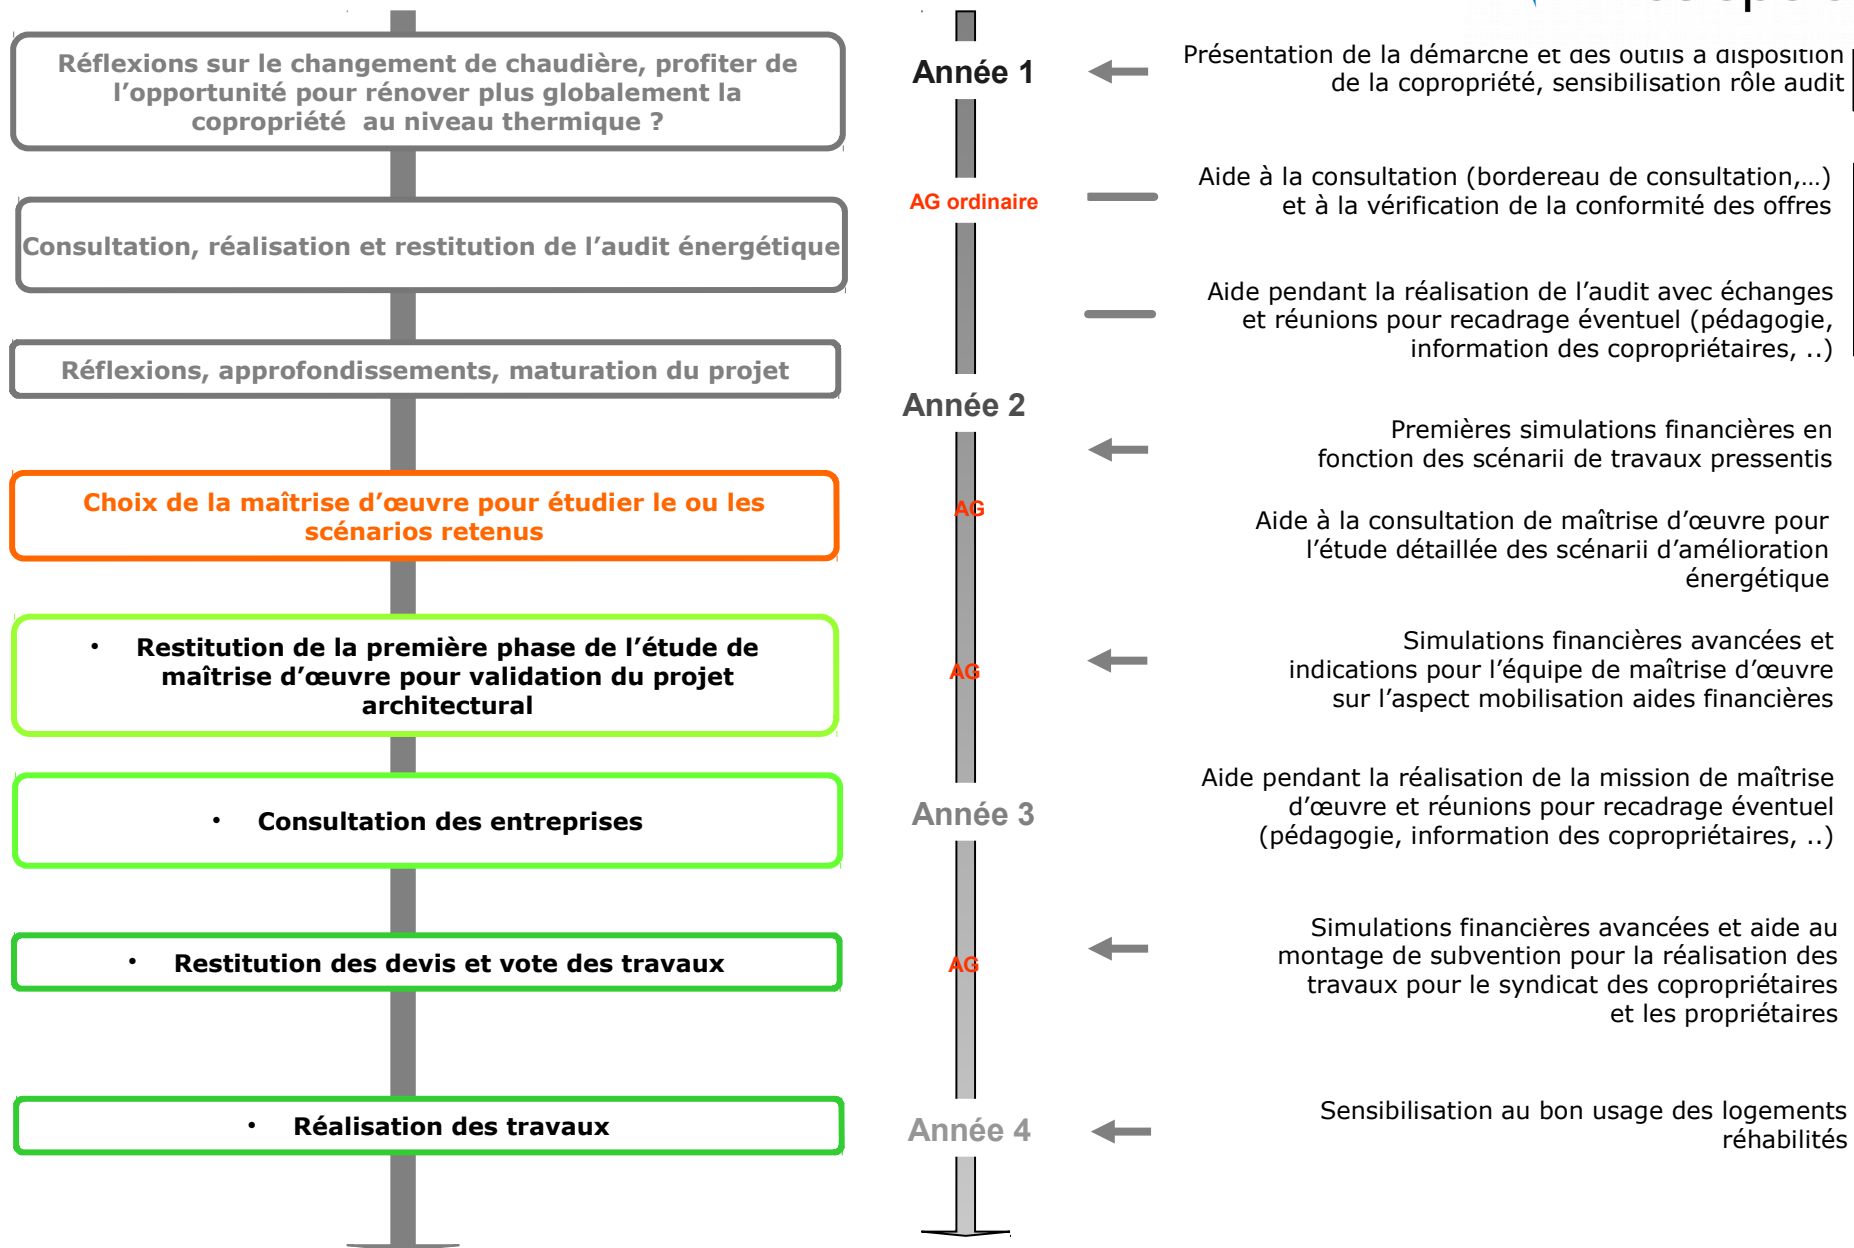 Réflexions sur le changement de chaudière, profiter de
l’opportunité pour rénover plus globalement la
copropriété au niveau thermique ?
Consultation, réalisation et restitution de l’audit énergétique
Réflexions, approfondissements, maturation du projet
Choix de la maîtrise d’œuvre pour étudier le ou les
scénarios retenus
• Restitution de la première phase de l’étude de
maîtrise d’œuvre pour validation du projet
architectural
• Consultation des entreprises
• Restitution des devis et vote des travaux
• Réalisation des travaux
Année 1
AG ordinaire
Année 2
AG
AG
Année 3
AG
Année 4
Présentation de la démarche et des outils a disposition
de la copropriété, sensibilisation rôle audit
Aide à la consultation (bordereau de consultation,…)
et à la vérification de la conformité des offres
Aide pendant la réalisation de l’audit avec échanges
et réunions pour recadrage éventuel (pédagogie,
information des copropriétaires, ..)
Premières simulations financières en
fonction des scénarii de travaux pressentis
Aide à la consultation de maîtrise d’œuvre pour
l’étude détaillée des scénarii d’amélioration
énergétique
Simulations financières avancées et
indications pour l’équipe de maîtrise d’œuvre
sur l’aspect mobilisation aides financières
Aide pendant la réalisation de la mission de maîtrise
d’œuvre et réunions pour recadrage éventuel
(pédagogie, information des copropriétaires, ..)
Simulations financières avancées et aide au
montage de subvention pour la réalisation des
travaux pour le syndicat des copropriétaires
et les propriétaires
Sensibilisation au bon usage des logements
réhabilités